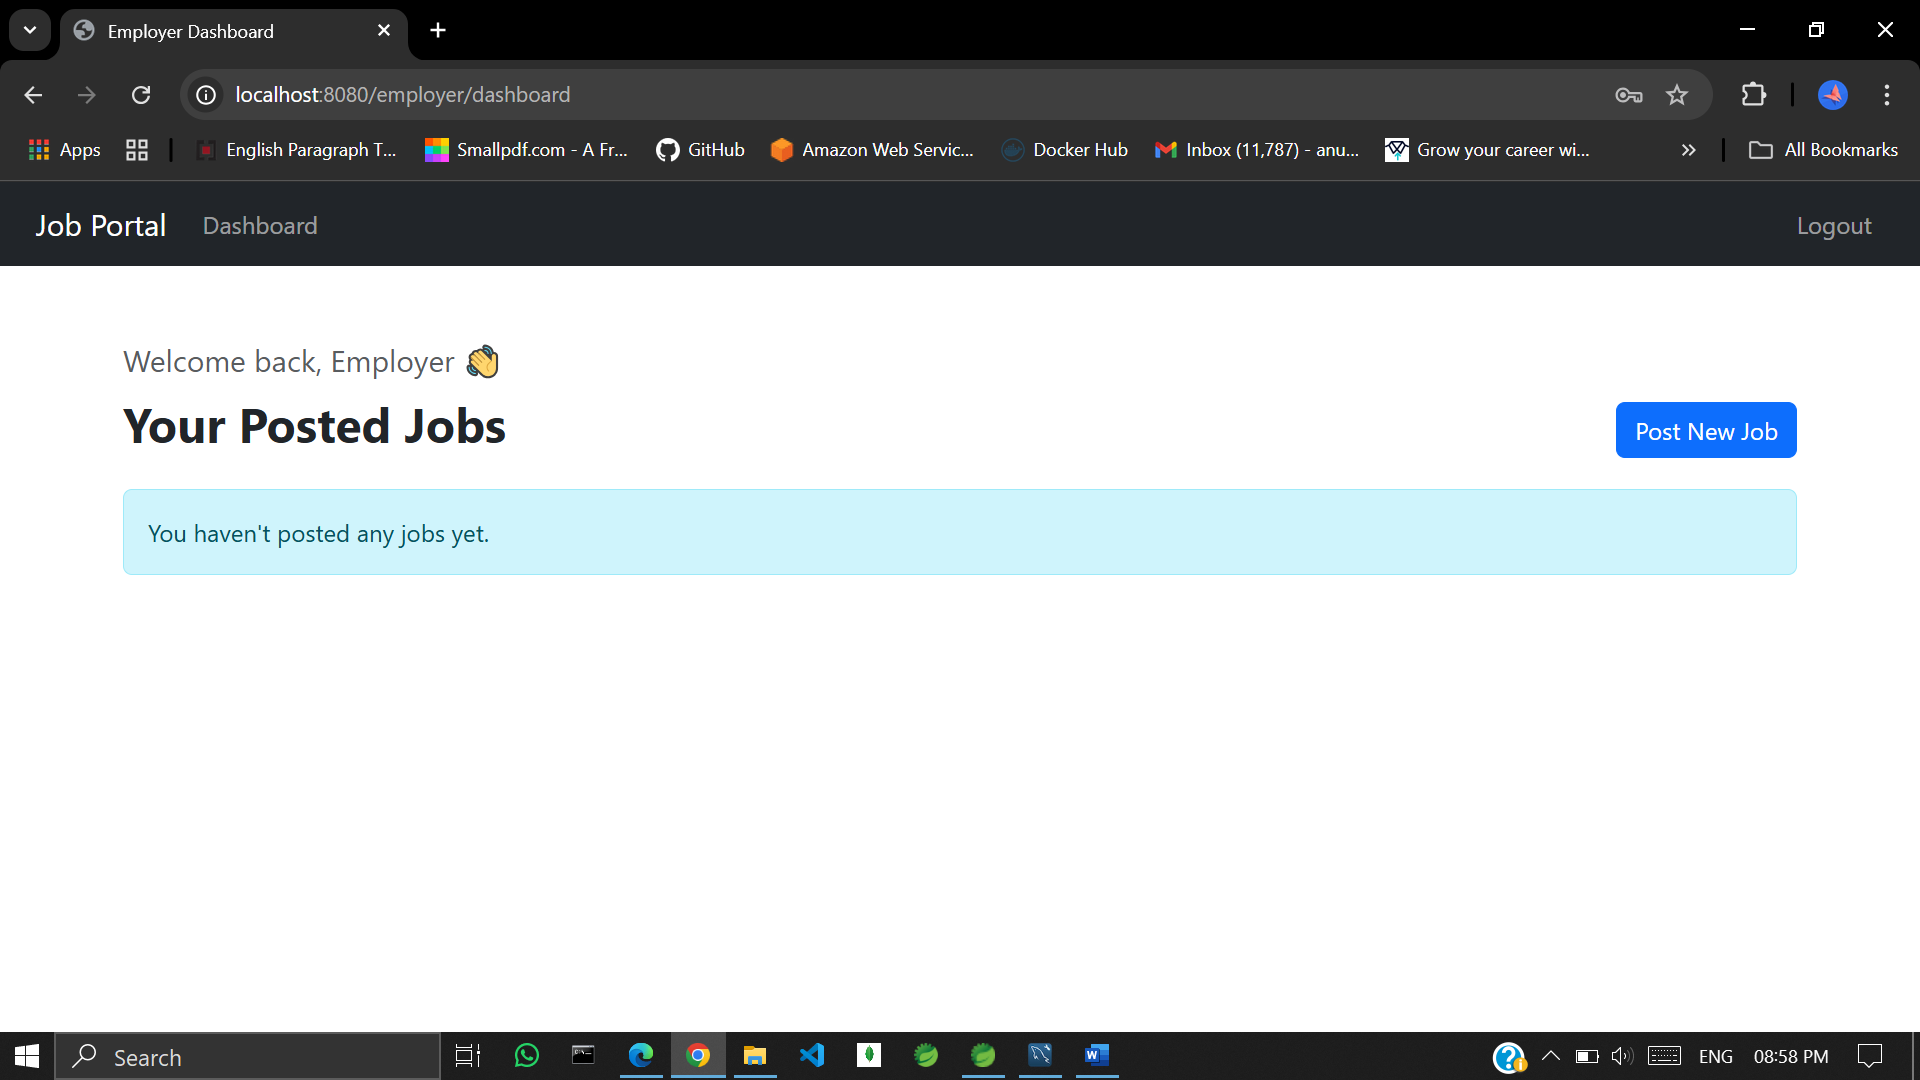 Employer Dashboard
localhost:8080/employer/dashboard
Apps
English Paragraph T...
Smallpdf.com - A Fr...
GitHub
Amazon Web Servic...
Docker Hub
Inbox (11,787) - anu...
Grow your career wi...
All Bookmarks
Job Portal
Dashboard
Logout
Welcome back, Employer 👋
Your Posted Jobs
Post New Job
You haven't posted any jobs yet.
Search
ENG
08:58 PM